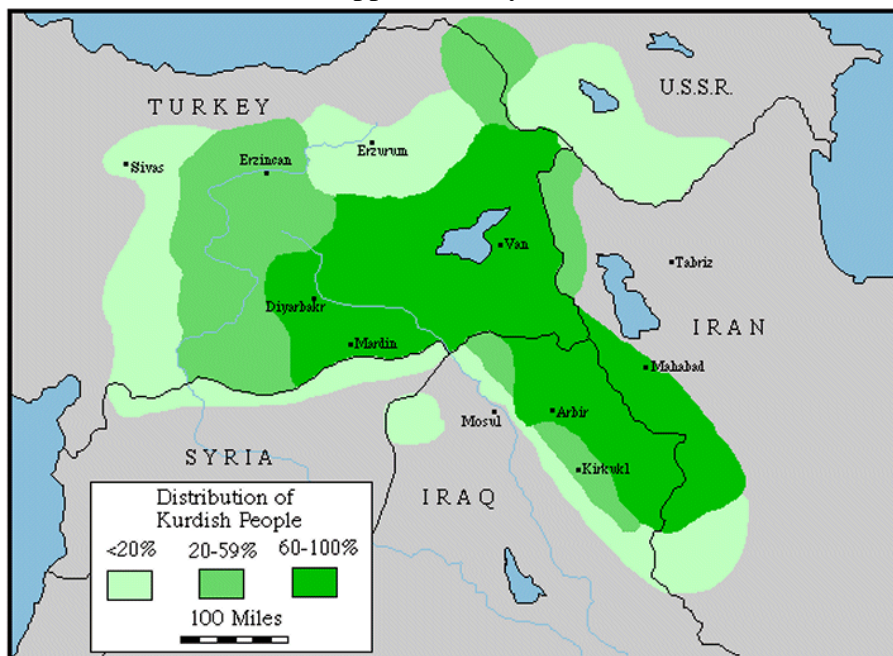 TURKEY
U.S.S.R.
Sivas
Erzincan
Erzurum
Van
Tabriz
Diyarbakr
IRAN
Mardin
Mahabad
Mosul
Arbir
SYRIA
Kirkukl
IRAQ
Distribution of
Kurdish People
<20% 20-59% 60-100%
100 Miles